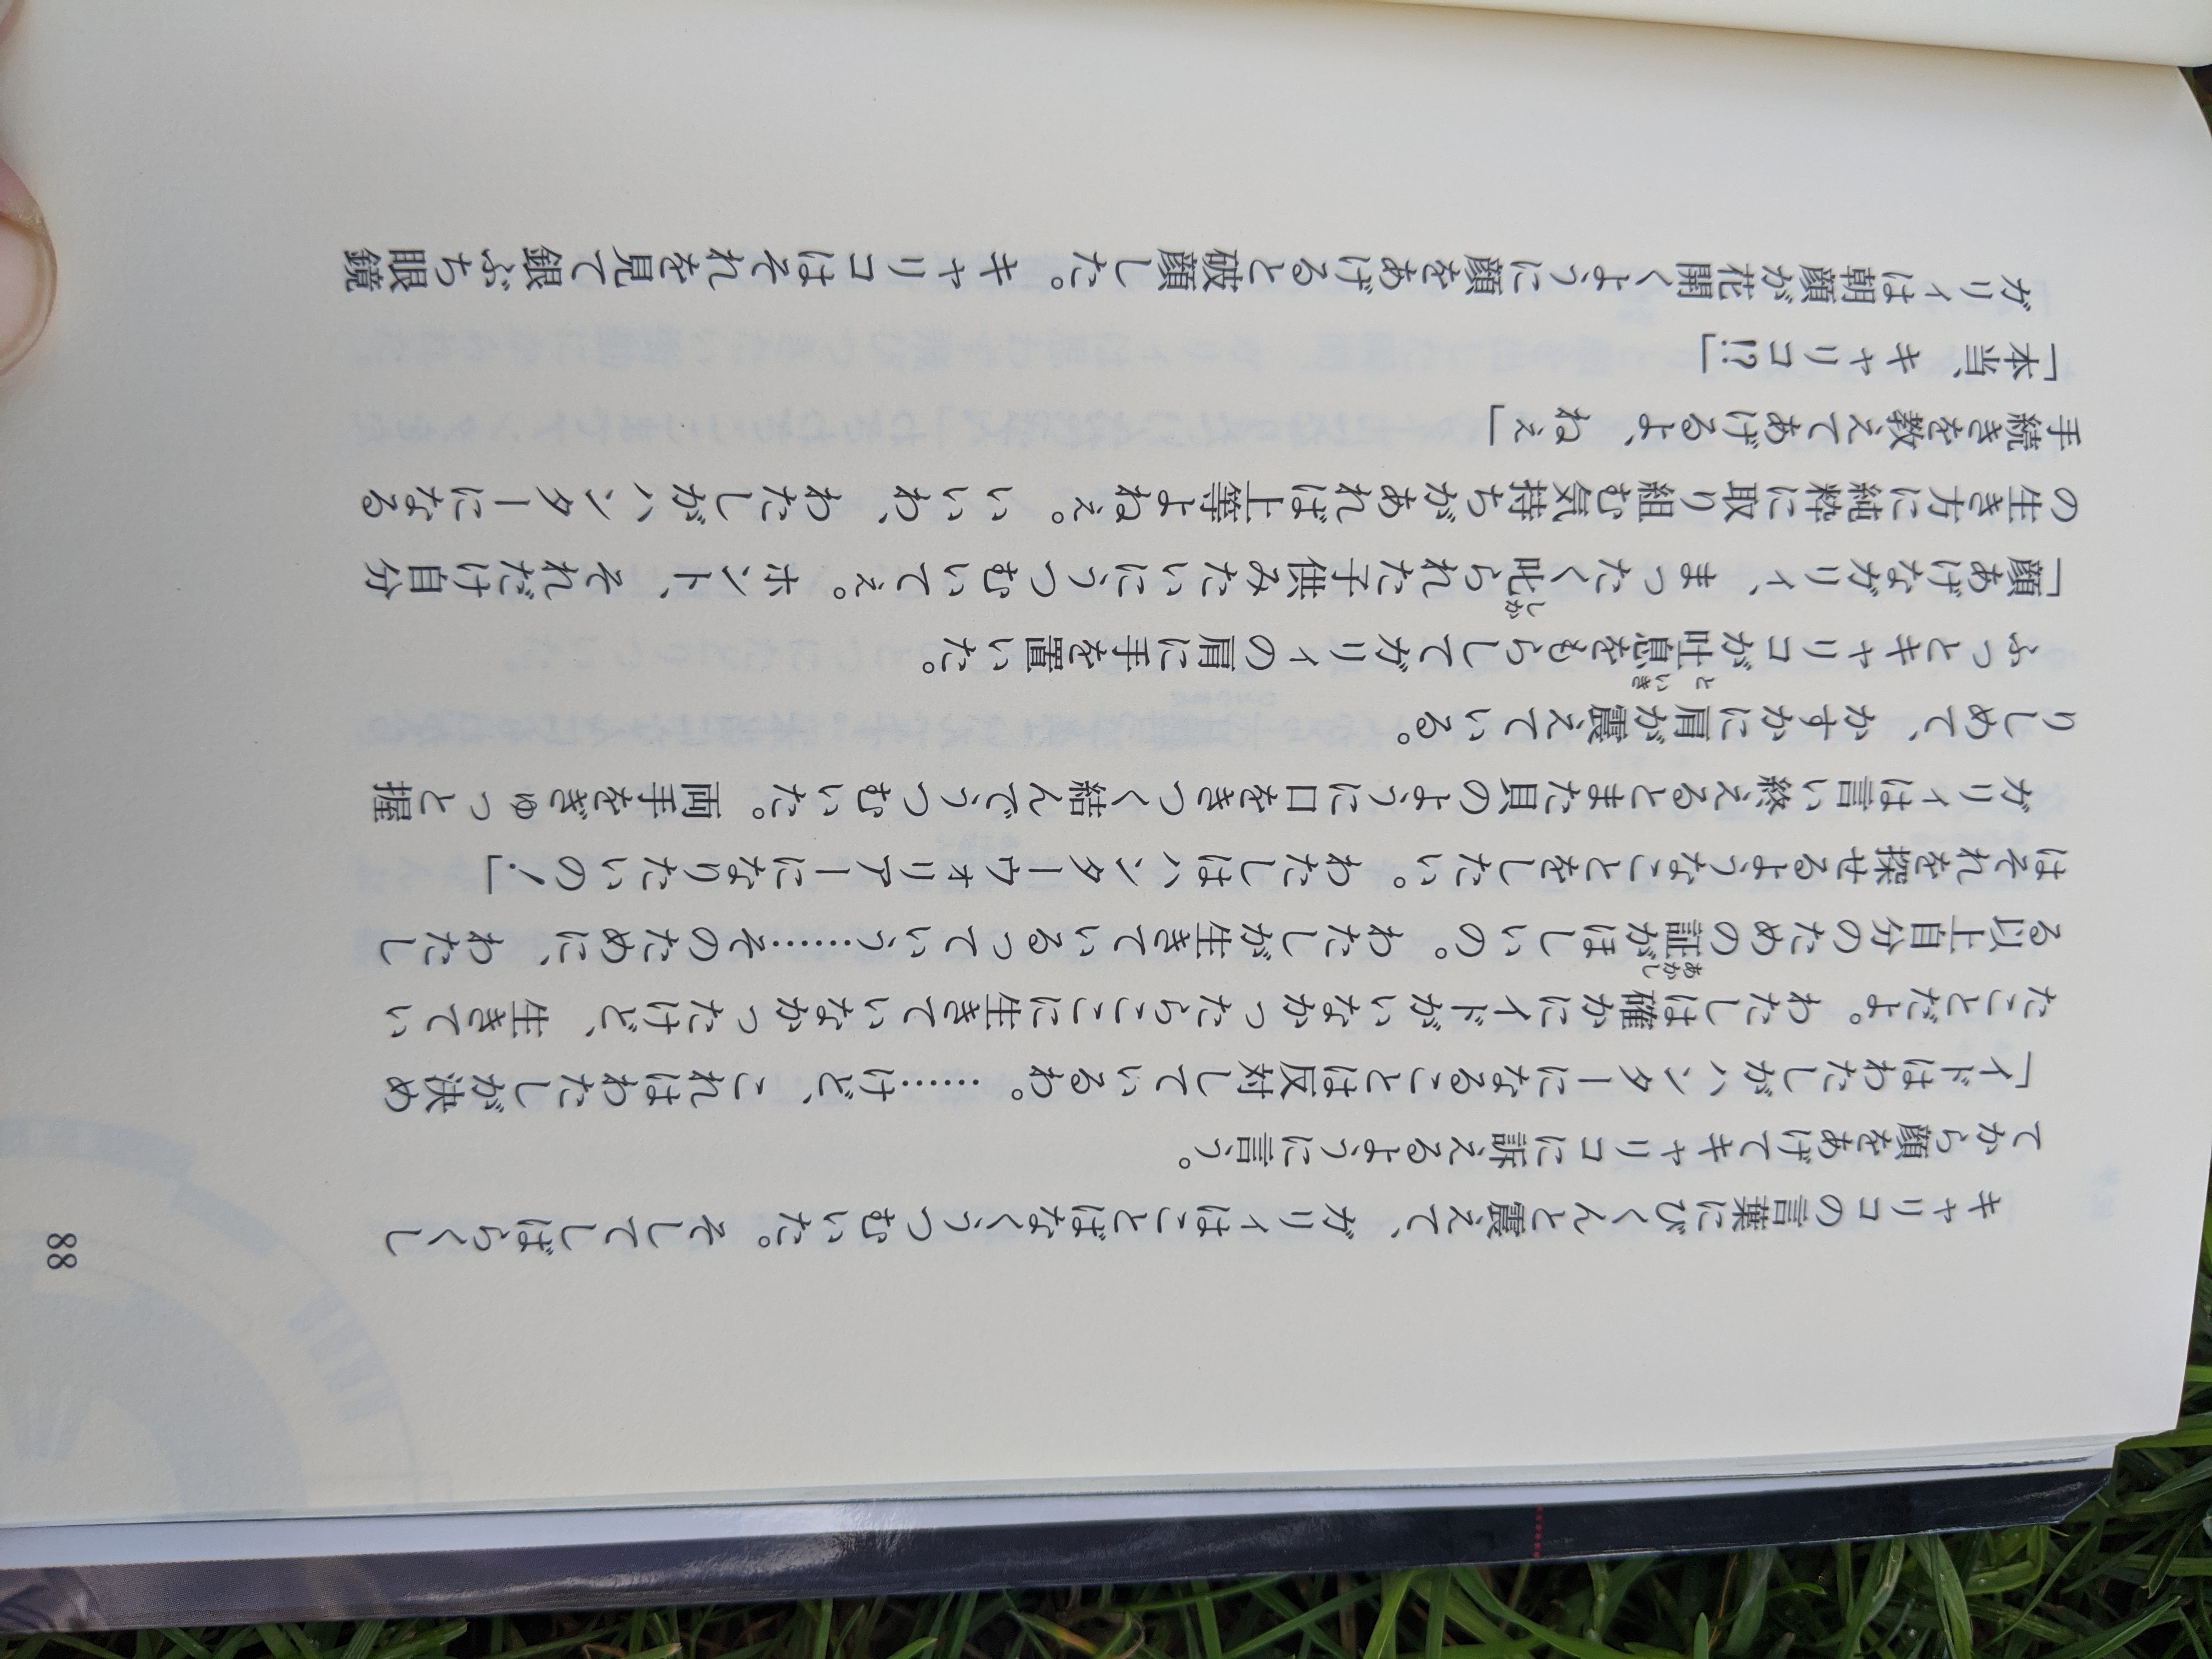 キャリコの言葉にびくんと震えて、ガリィはことばなくうつむいた。そしてしばらくし
てから顔をあげてキャリコに訴えるように言う。
「イドはわたしがハンターになることは反対しているわ。……けど、これはわたしが決め
たことだよ。わたしは確かにイドがいなかったらここに生きていなかったけど、生きてい
あかし
る以上自分のための証がほしいの。わたしが生きているっていう……そのために、わたし
はそれを探せるようなことをしたい。わたしはハンターウォリアーになりたいの！」
ガリィは言い終えるとまた貝のように口をきつく結んでうつむいた。両手をぎゅっと握
りしめて、かすかに肩が震えている。
といき
ふっとキャリコが吐息をもらしてガリィの肩に手を置いた。
しか
「顔あげなガリィ、まったく叱られた子供みたいにうつむいてぇ。ホント、それだけ自分
の生き方に純粋に取り組む気持ちがあれば上等よねぇ。いいわ、わたしがハンターになる
手続きを教えてあげるよ、ねぇ」
「本当、キャリコ!?」
ガリィは朝顔が花開くように顔をあげると破顔した。キャリコはそれを見て銀ぶち眼鏡
88